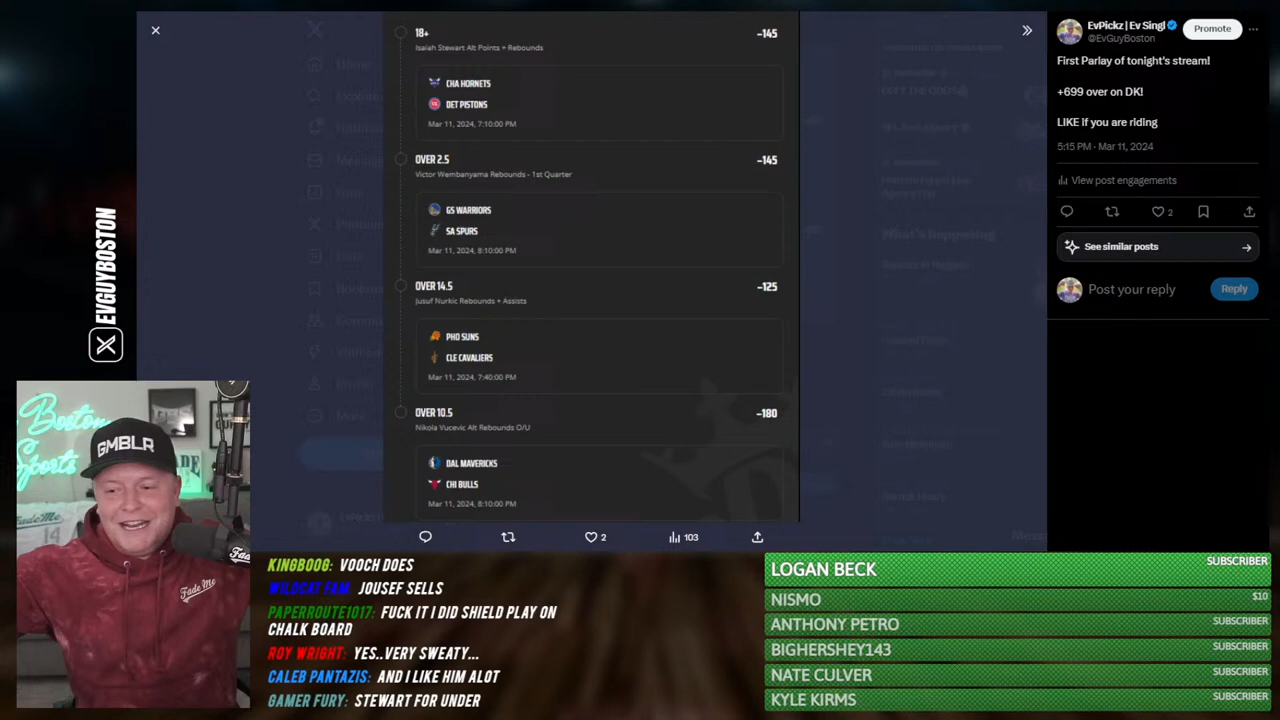 18+
-145
Isaiah Stewart Alt Points + Rebounds
CHA HORNETS
DET PISTONS
Mar 11, 2024, 7:10:00 PM
OVER 2.5
-145
Victor Wembanyama Rebounds - 1st Quarter
GS WARRIORS
SA SPURS
Mar 11, 2024, 8:10:00 PM
OVER 14.5
-125
Jusuf Nurkic Rebounds + Assists
PHO SUNS
CLE CAVALIERS
Mar 11, 2024, 7:40:00 PM
OVER 10.5
-180
Nikola Vucevic Alt Rebounds O/U
DAL MAVERICKS
CHI BULLS
Mar 11, 2024, 8:10:00 PM
2
103
EvPickz | Ev Singl
@EvGuyBoston
Promote
First Parlay of tonight's stream!
+699 over on DK!
LIKE if you are riding
5:15 PM · Mar 11, 2024
View post engagements
2
See similar posts
Post your reply
Reply
EVGUYBOSTON
Boston
Sports
GMBLR
Fade Me
14
KINGBOOG: VOOCH DOES
WILDCAT FAM: JOUSEF SELLS
PAPERROUTE1017: FUCK IT I DID SHIELD PLAY ON
CHALK BOARD
ROY WRIGHT: YES..VERY SWEATY...
CALEB PANTAZIS: AND I LIKE HIM ALOT
GAMER FURY: STEWART FOR UNDER
LOGAN BECK
SUBSCRIBER
NISMO
$10
ANTHONY PETRO
SUBSCRIBER
BIGHERSHEY143
SUBSCRIBER
NATE CULVER
SUBSCRIBER
KYLE KIRMS
SUBSCRIBER